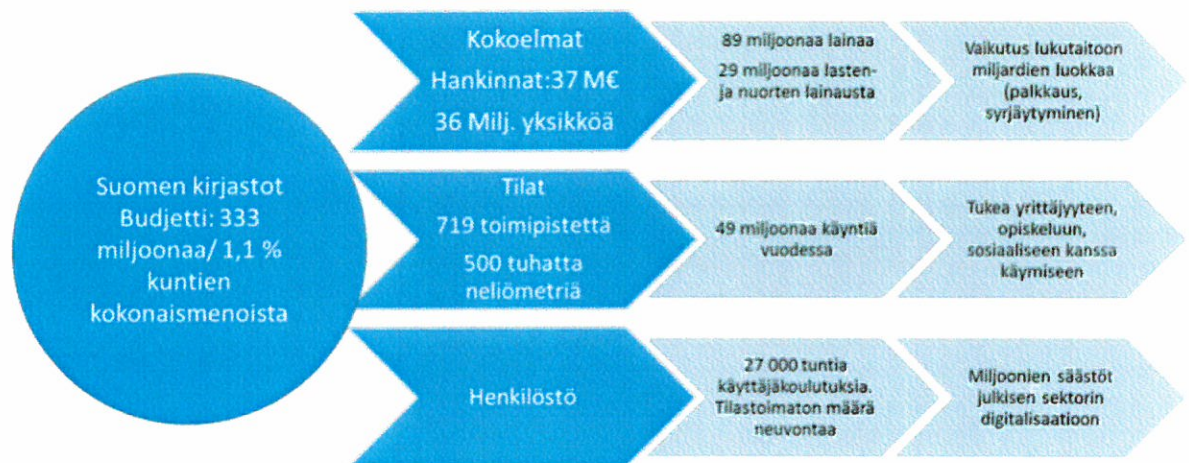 Suomen kirjastot
Budjetti: 333
miljoonaa/ 1,1 %
kuntien
kokonaismenoista
Kokoelmat
Hankinnat:37 M€
36 Milj. yksikköä
89 miljoonaa lainaa
29 miljoonaa lasten-
ja nuorten lainausta
Vaikutus lukutaitoon
miljardien luokkaa
(palkkaus,
syrjäytyminen)
Tilat
719 toimipistettä
500 tuhatta
neliömetriä
49 miljoonaa käyntiä
vuodessa
Tukea yrittäjyyteen,
opiskeluun,
sosiaaliseen kanssa
käymiseen
Henkilöstö
27 000 tuntia
käyttäjäkoulutuksia.
Tilastoimaton määrä
neuvontaa
Miljoonien säästöt
julkisen sektorin
digitalisaatioon